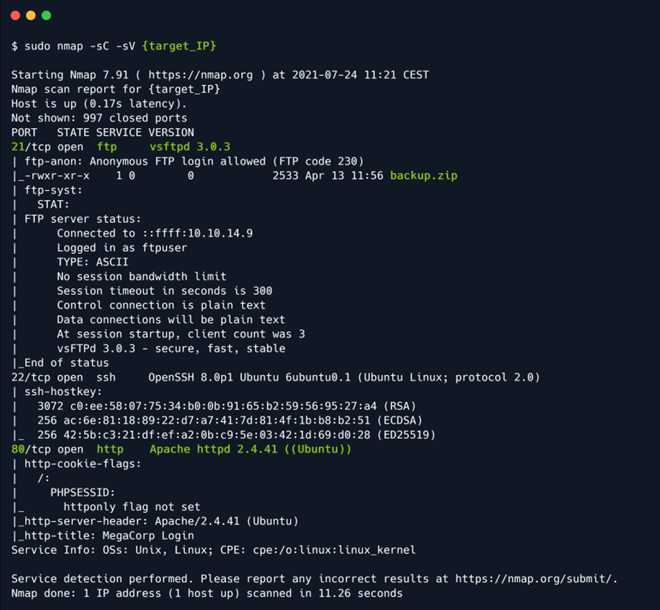 $ sudo nmap -sC -sV {target_IP}
Starting Nmap 7.91 ( https://nmap.org ) at 2021-07-24 11:21 CEST
Nmap scan report for {target_IP}
Host is up (0.17s latency).
Not shown: 997 closed ports
PORT   STATE SERVICE VERSION
21/tcp open  ftp     vsftpd 3.0.3
| ftp-anon: Anonymous FTP login allowed (FTP code 230)
|_-rwxr-xr-x    1 0        0            2533 Apr 13 11:56 backup.zip
| ftp-syst:
|   STAT:
| FTP server status:
|      Connected to ::ffff:10.10.14.9
|      Logged in as ftpuser
|      TYPE: ASCII
|      No session bandwidth limit
|      Session timeout in seconds is 300
|      Control connection is plain text
|      Data connections will be plain text
|      At session startup, client count was 3
|      vsFTPd 3.0.3 - secure, fast, stable
|_End of status
22/tcp open  ssh     OpenSSH 8.0p1 Ubuntu 6ubuntu0.1 (Ubuntu Linux; protocol 2.0)
| ssh-hostkey:
|   3072 c0:ee:58:07:75:34:b0:0b:91:65:b2:59:56:95:27:a4 (RSA)
|   256 ac:6e:81:18:89:22:d7:a7:41:7d:81:4f:1b:b8:b2:51 (ECDSA)
|_  256 42:5b:c3:21:df:ef:a2:0b:c9:5e:03:42:1d:69:d0:28 (ED25519)
80/tcp open  http    Apache httpd 2.4.41 ((Ubuntu))
| http-cookie-flags:
|   /:
|     PHPSESSID:
|_      httponly flag not set
|_http-server-header: Apache/2.4.41 (Ubuntu)
|_http-title: MegaCorp Login
Service Info: OSs: Unix, Linux; CPE: cpe:/o:linux:linux_kernel
Service detection performed. Please report any incorrect results at https://nmap.org/submit/.
Nmap done: 1 IP address (1 host up) scanned in 11.26 seconds